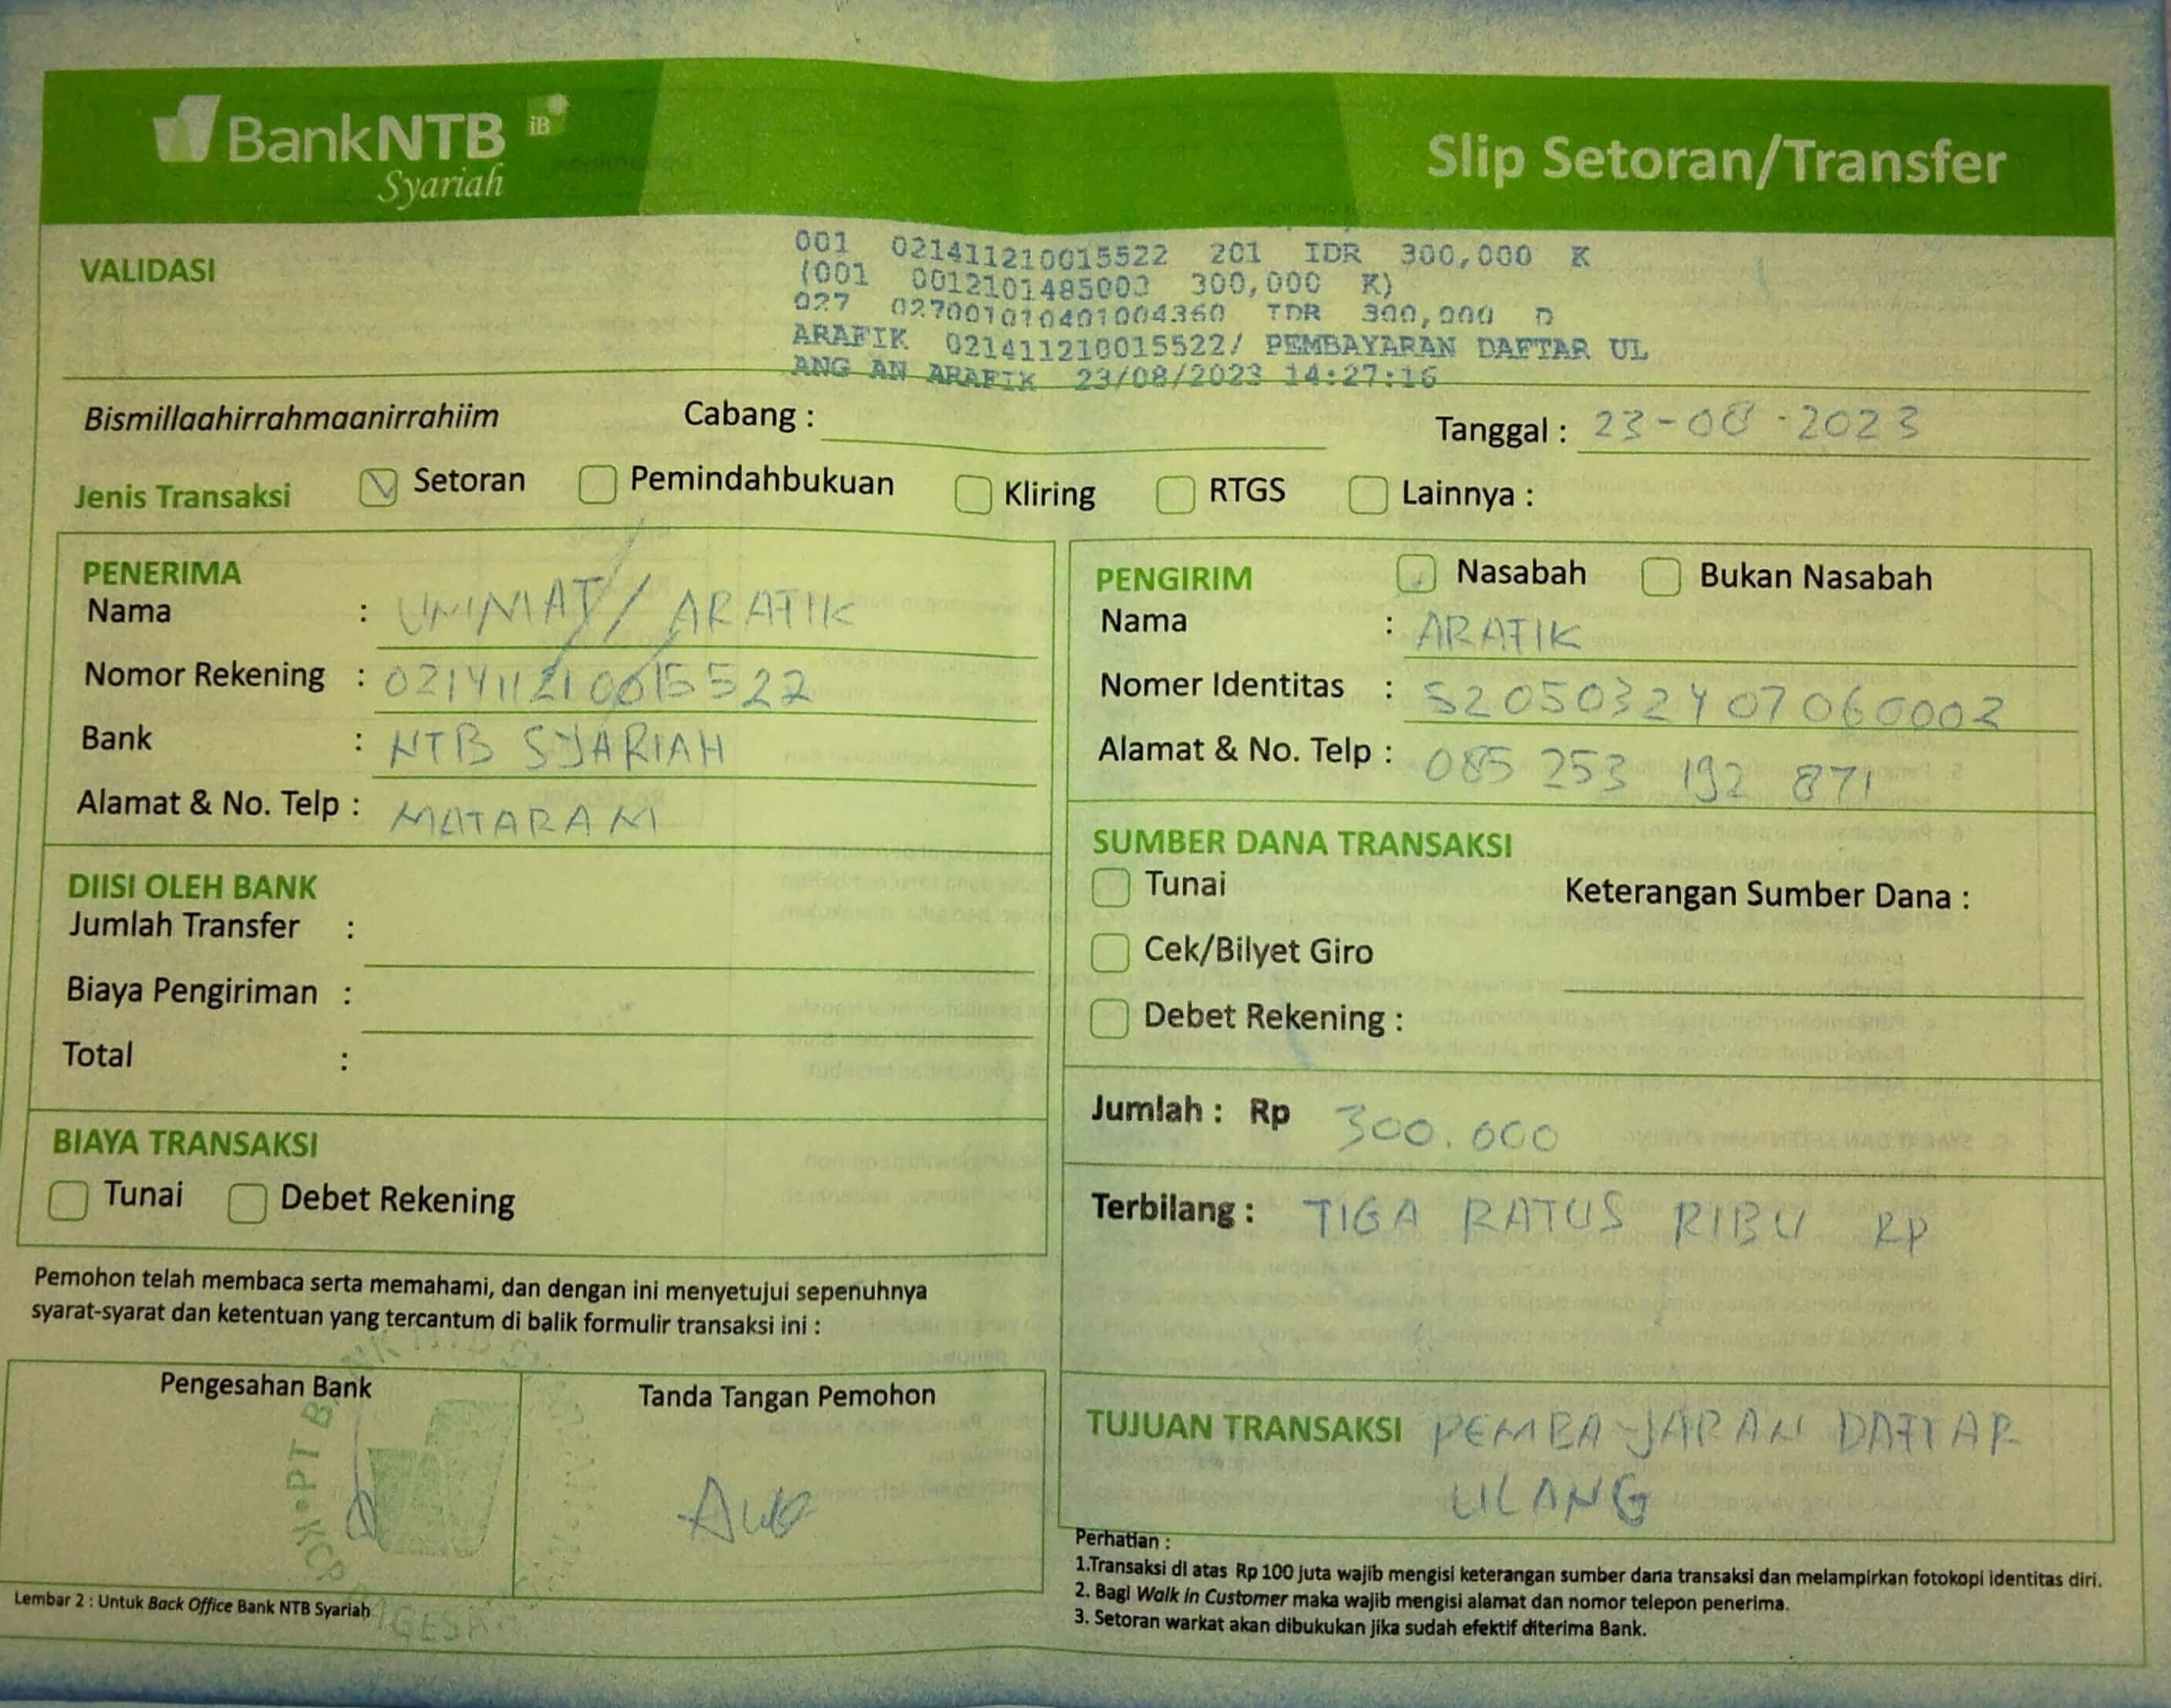 BankNTB iB
Syariah
Slip Setoran/Transfer
VALIDASI
001 021411210015522 201 IDR 300,000 K
(001 0012101485003 300,000 K)
027 027001010401004360 IDR 300,000 D
ARAFIK 021411210015522/ PEMBAYARAN DAFTAR UL
ANG AN ARAFIK 23/08/2023 14:27:16
Bismillaahirrahmaanirrahiim Cabang : Tanggal : 23-08-2023
Jenis Transaksi Setoran Pemindahbukuan Kliring RTGS Lainnya :
PENERIMA
Nama : UNIMAT / ARAFIK
Nomor Rekening : 021411210015522
Bank : NTB SYARIAH
Alamat & No. Telp : MATARAM
DIISI OLEH BANK
Jumlah Transfer :
Biaya Pengiriman :
Total :
BIAYA TRANSAKSI
Tunai Debet Rekening
PENGIRIM Nasabah Bukan Nasabah
Nama : ARAFIK
Nomer Identitas : 5205032407060002
Alamat & No. Telp : 085 253 192 871
SUMBER DANA TRANSAKSI
Tunai Keterangan Sumber Dana :
Cek/Bilyet Giro
Debet Rekening :
Jumlah : Rp 300.000
Terbilang : TIGA RATUS RIBU RP
TUJUAN TRANSAKSI PEMBAYARAN DAFTAR
ULANG
Pemohon telah membaca serta memahami, dan dengan ini menyetujui sepenuhnya
syarat-syarat dan ketentuan yang tercantum di balik formulir transaksi ini :
Pengesahan Bank Tanda Tangan Pemohon
PT BANK NTB
Lembar 2 : Untuk Back Office Bank NTB Syariah
Perhatian :
1.Transaksi di atas Rp 100 juta wajib mengisi keterangan sumber dana transaksi dan melampirkan fotokopi identitas diri.
2. Bagi Walk in Customer maka wajib mengisi alamat dan nomor telepon penerima.
3. Setoran warkat akan dibukukan jika sudah efektif diterima Bank.